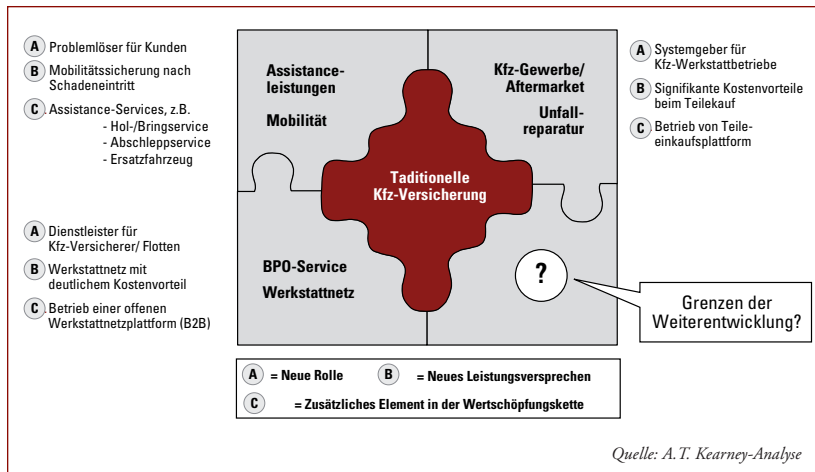 A Problemlöser für Kunden
B Mobilitätssicherung nach
Schadeneintritt
C. Assistance-Services, z.B.
- Hol-/Bringservice
- Abschleppservice
- Ersatzfahrzeug
Assistance-
leistungen
Mobilität
Kfz-Gewerbe/
Aftermarket
Unfall-
reparatur
A Systemgeber für
Kfz-Werkstattbetriebe
B Signifikante Kostenvorteile
beim Teilekauf
C Betrieb von Teile-
einkaufsplattform
Taditionelle
Kfz-Versicherung
A Dienstleister für
Kfz-Versicherer/ Flotten
B Werkstattnetz mit
deutlichem Kostenvorteil
C. Betrieb einer offenen
Werkstattnetzplattform (B2B)
BPO-Service
Werkstattnetz
?
Grenzen der
Weiterentwicklung?
A = Neue Rolle B = Neues Leistungsversprechen
C = Zusätzliches Element in der Wertschöpfungskette
Quelle: A.T. Kearney-Analyse